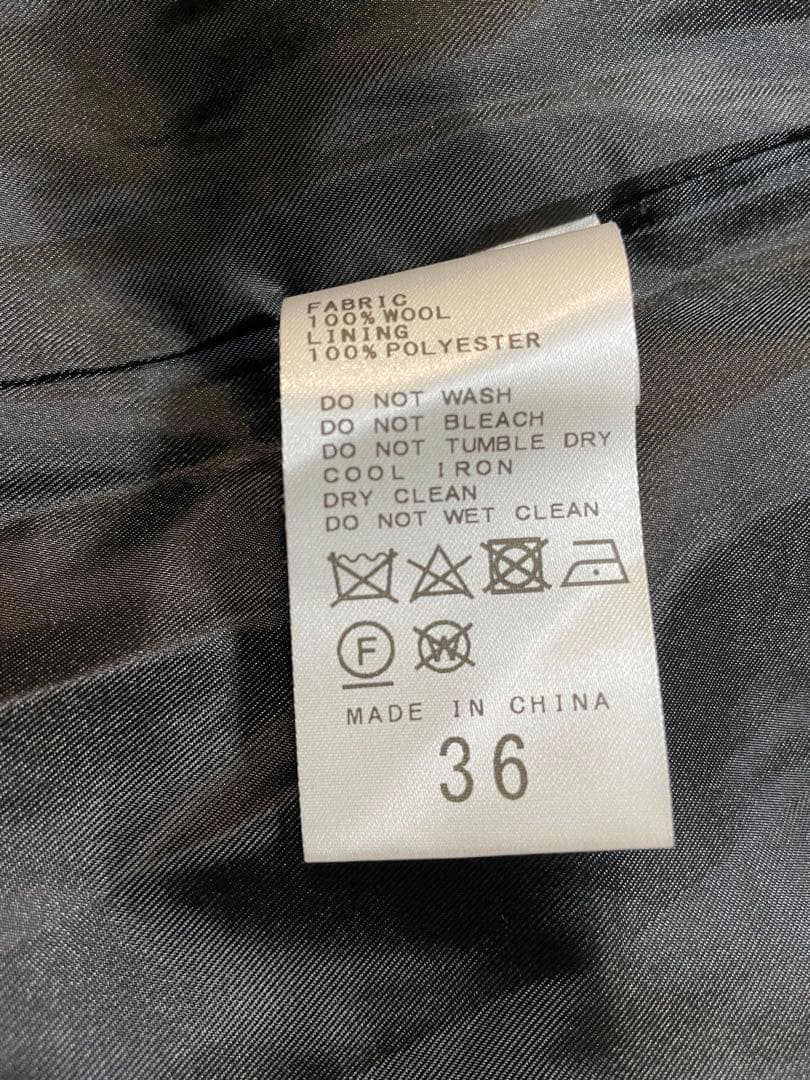 FABRIC
100% WOOL
LINING
100% POLYESTER
DO NOT WASH
DO NOT BLEACH
DO NOT TUMBLE DRY
COOL IRON
DRY CLEAN
DO NOT WET CLEAN
F W
MADE IN CHINA
36